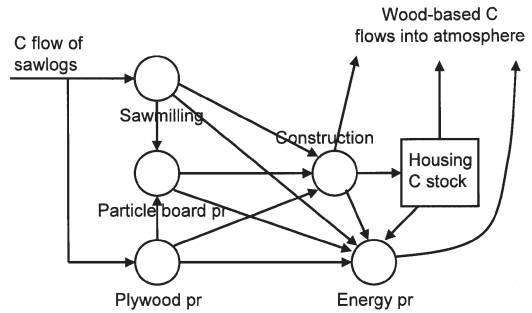 Wood-based C
flows into atmosphere
C flow of
sawlogs
Sawmilling
Construction
Housing
C stock
Particle board pr
Plywood pr
Energy pr